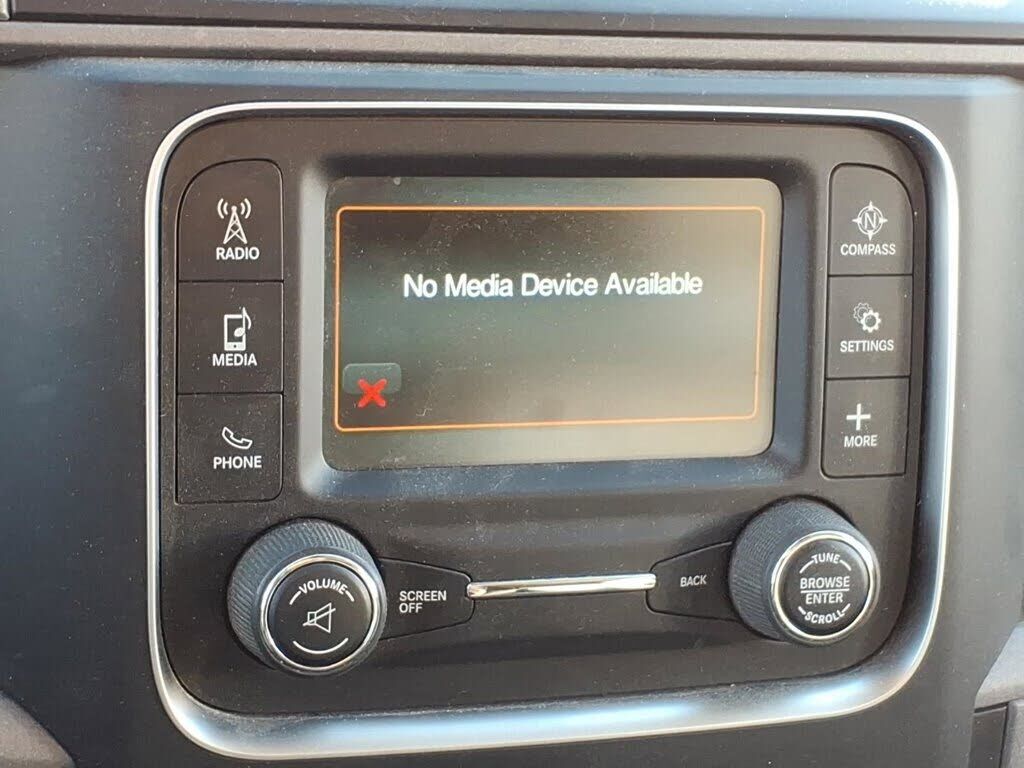 RADIO
MEDIA
PHONE
No Media Device Available
N
COMPASS
SETTINGS
MORE
VOLUME
SCREEN
OFF
BACK
TUNE
BROWSE
ENTER
SCROLL